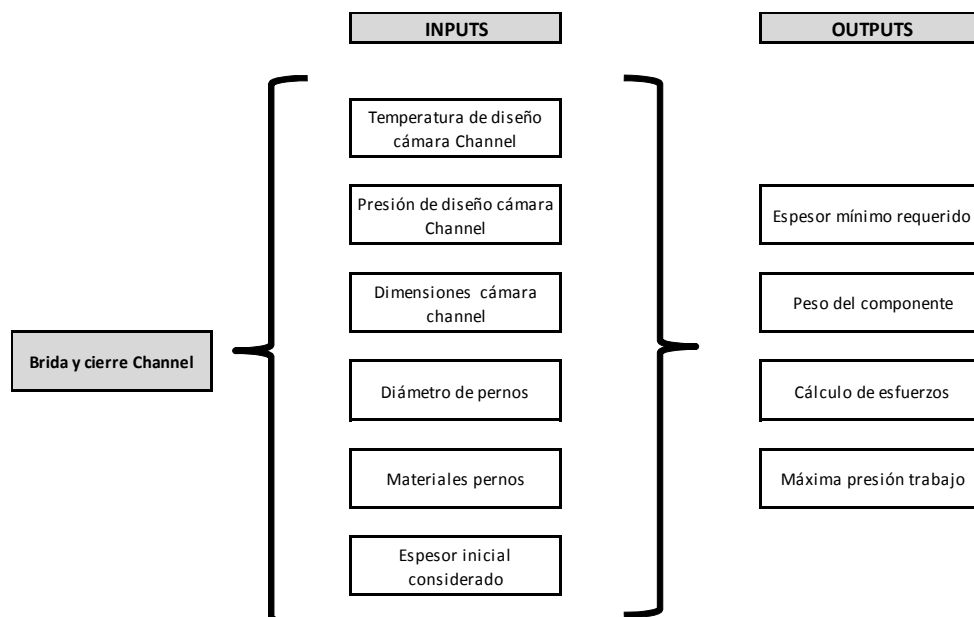 INPUTS
OUTPUTS
Temperatura de diseño
cámara Channel
Presión de diseño cámara
Channel
Espesor mínimo requerido
Dimensiones cámara
channel
Peso del componente
Brida y cierre Channel
Diámetro de pernos
Cálculo de esfuerzos
Materiales pernos
Máxima presión trabajo
Espesor inicial
considerado